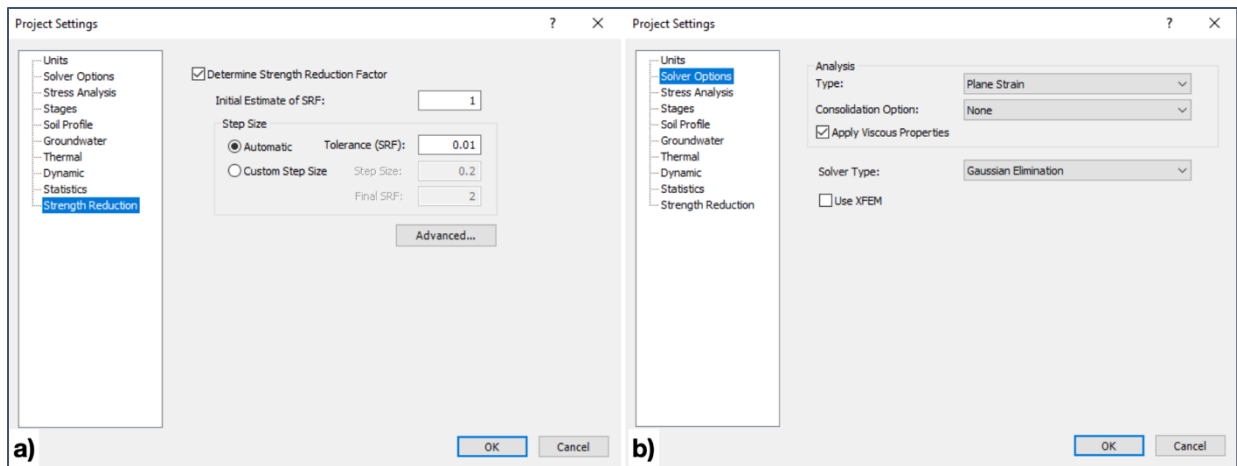 Project Settings
? ×
Units
Solver Options
Stress Analysis
Stages
Soil Profile
Groundwater
Thermal
Dynamic
Statistics
Strength Reduction
Determine Strength Reduction Factor
Initial Estimate of SRF: 1
Step Size
Automatic Tolerance (SRF): 0.01
Custom Step Size Step Size: 0.2
Final SRF: 2
Advanced...
OK Cancel
a)
Project Settings
? ×
Units
Solver Options
Stress Analysis
Stages
Soil Profile
Groundwater
Thermal
Dynamic
Statistics
Strength Reduction
Analysis
Type: Plane Strain
Consolidation Option: None
Apply Viscous Properties
Solver Type: Gaussian Elimination
Use XFEM
OK Cancel
b)